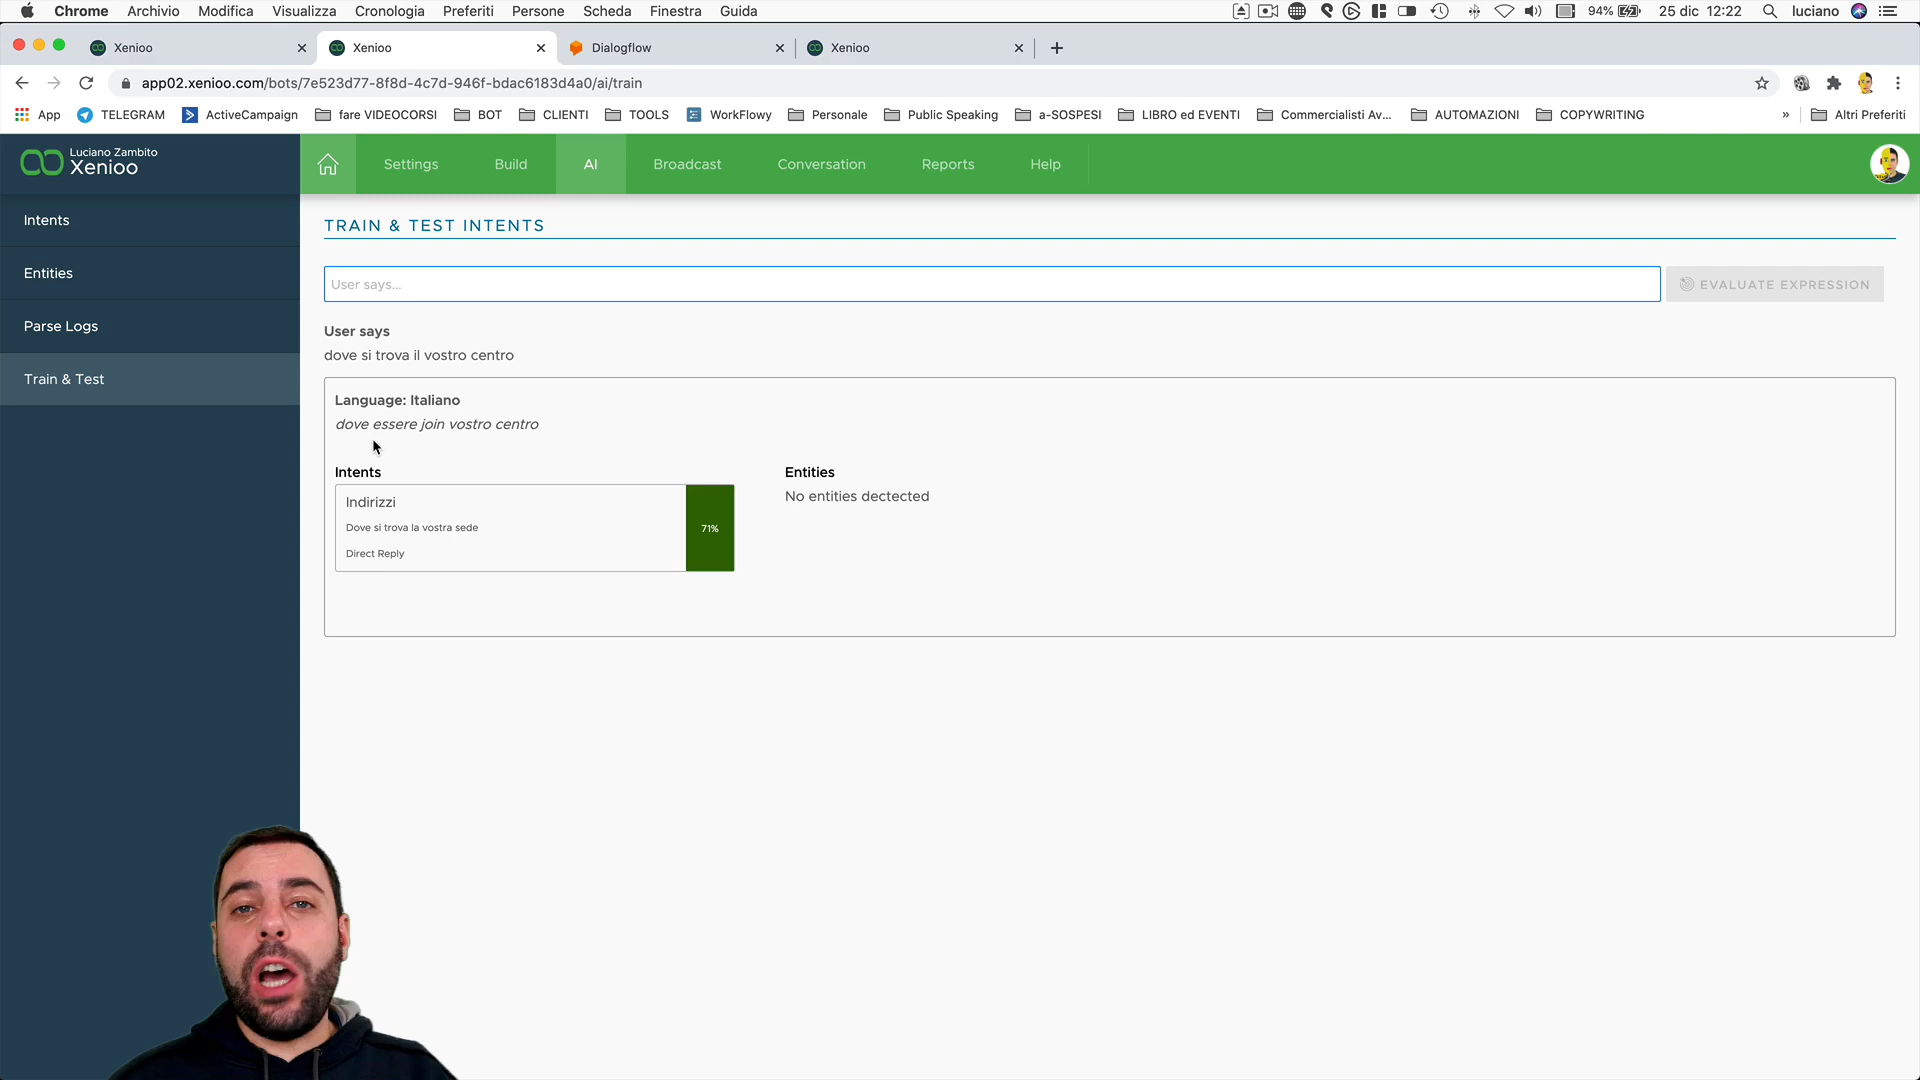 Chrome Archivio Modifica Visualizza Cronologia Preferiti Persone Scheda Finestra Guida 94% 25 dic 12:22 luciano
Xenioo Xenioo Dialogflow Xenioo
app02.xenioo.com/bots/7e523d77-8f8d-4c7d-946f-bdac6183d4a0/ai/train
App TELEGRAM ActiveCampaign fare VIDEOCORSI BOT CLIENTI TOOLS WorkFlowy Personale Public Speaking a-SOSPESI LIBRO ed EVENTI Commercialisti Av... AUTOMAZIONI COPYWRITING » Altri Preferiti
Luciano Zambito
Xenioo
Settings Build AI Broadcast Conversation Reports Help
Intents
Entities
Parse Logs
Train & Test
TRAIN & TEST INTENTS
User says...
EVALUATE EXPRESSION
User says
dove si trova il vostro centro
Language: Italiano
dove essere join vostro centro
Intents
Indirizzi
Dove si trova la vostra sede
Direct Reply
71%
Entities
No entities dectected